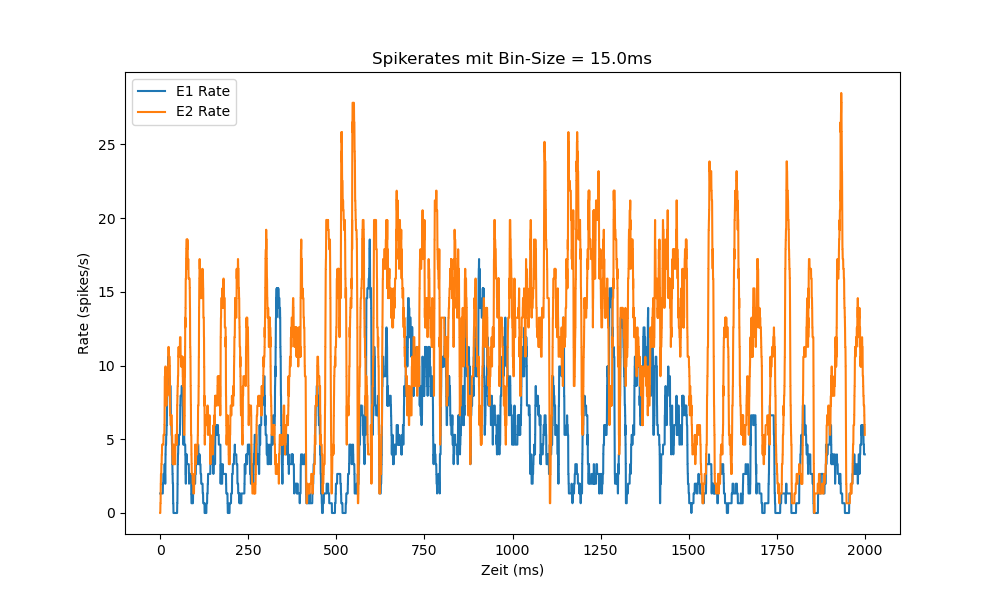 Spikerates mit Bin-Size = 15.0ms
E1 Rate
E2 Rate
Rate (spikes/s)
25
20
15
10
5
0
0 250 500 750 1000 1250 1500 1750 2000
Zeit (ms)